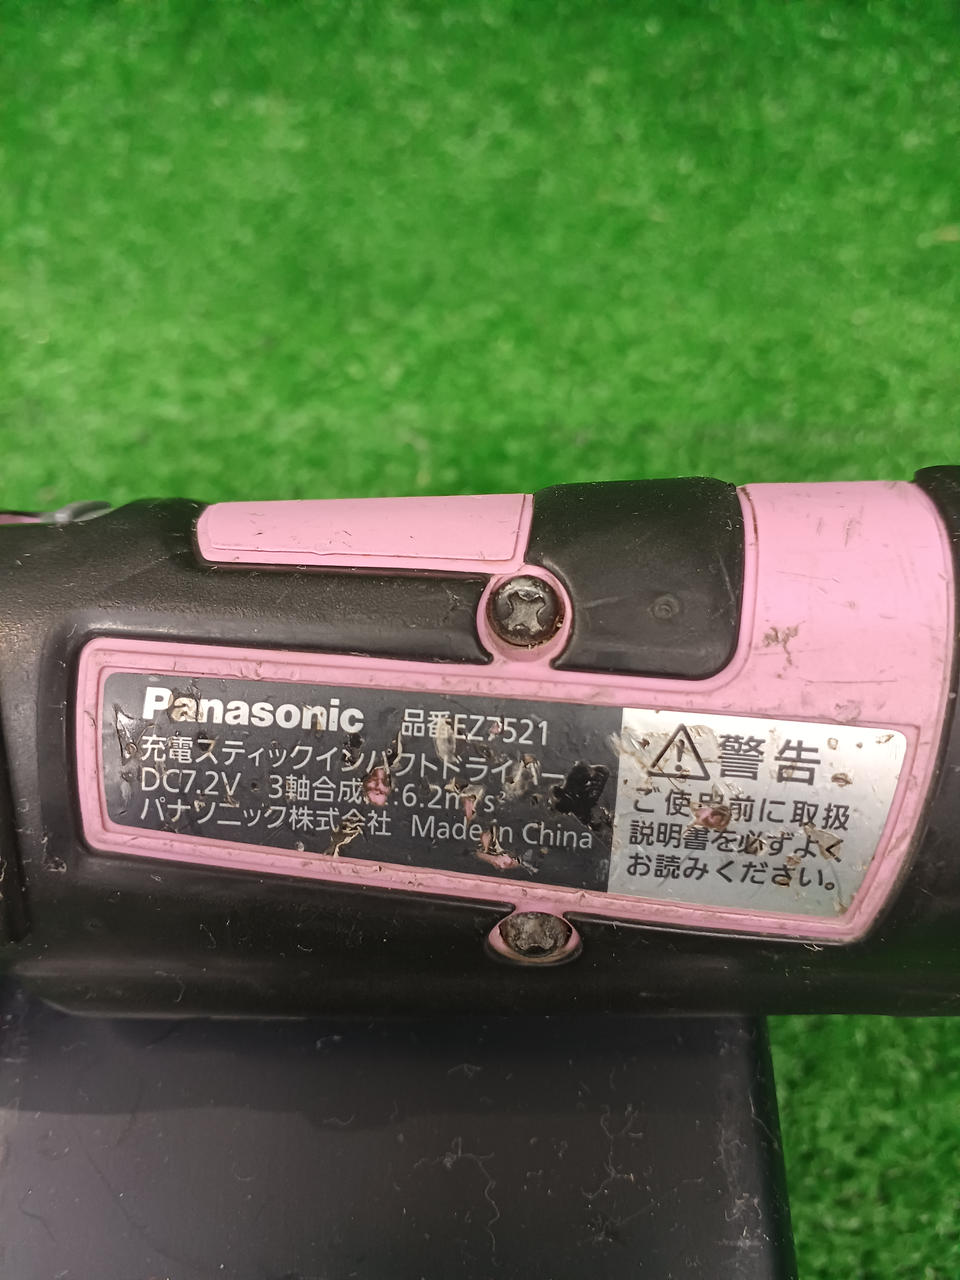 Panasonic 品番EZ7521
充電スティックインパクトドライバー
DC7.2V 3軸合成 :6.2m/s²
パナソニック株式会社 Made in China
警告
ご使用前に取扱
説明書を必ずよく
お読みください。